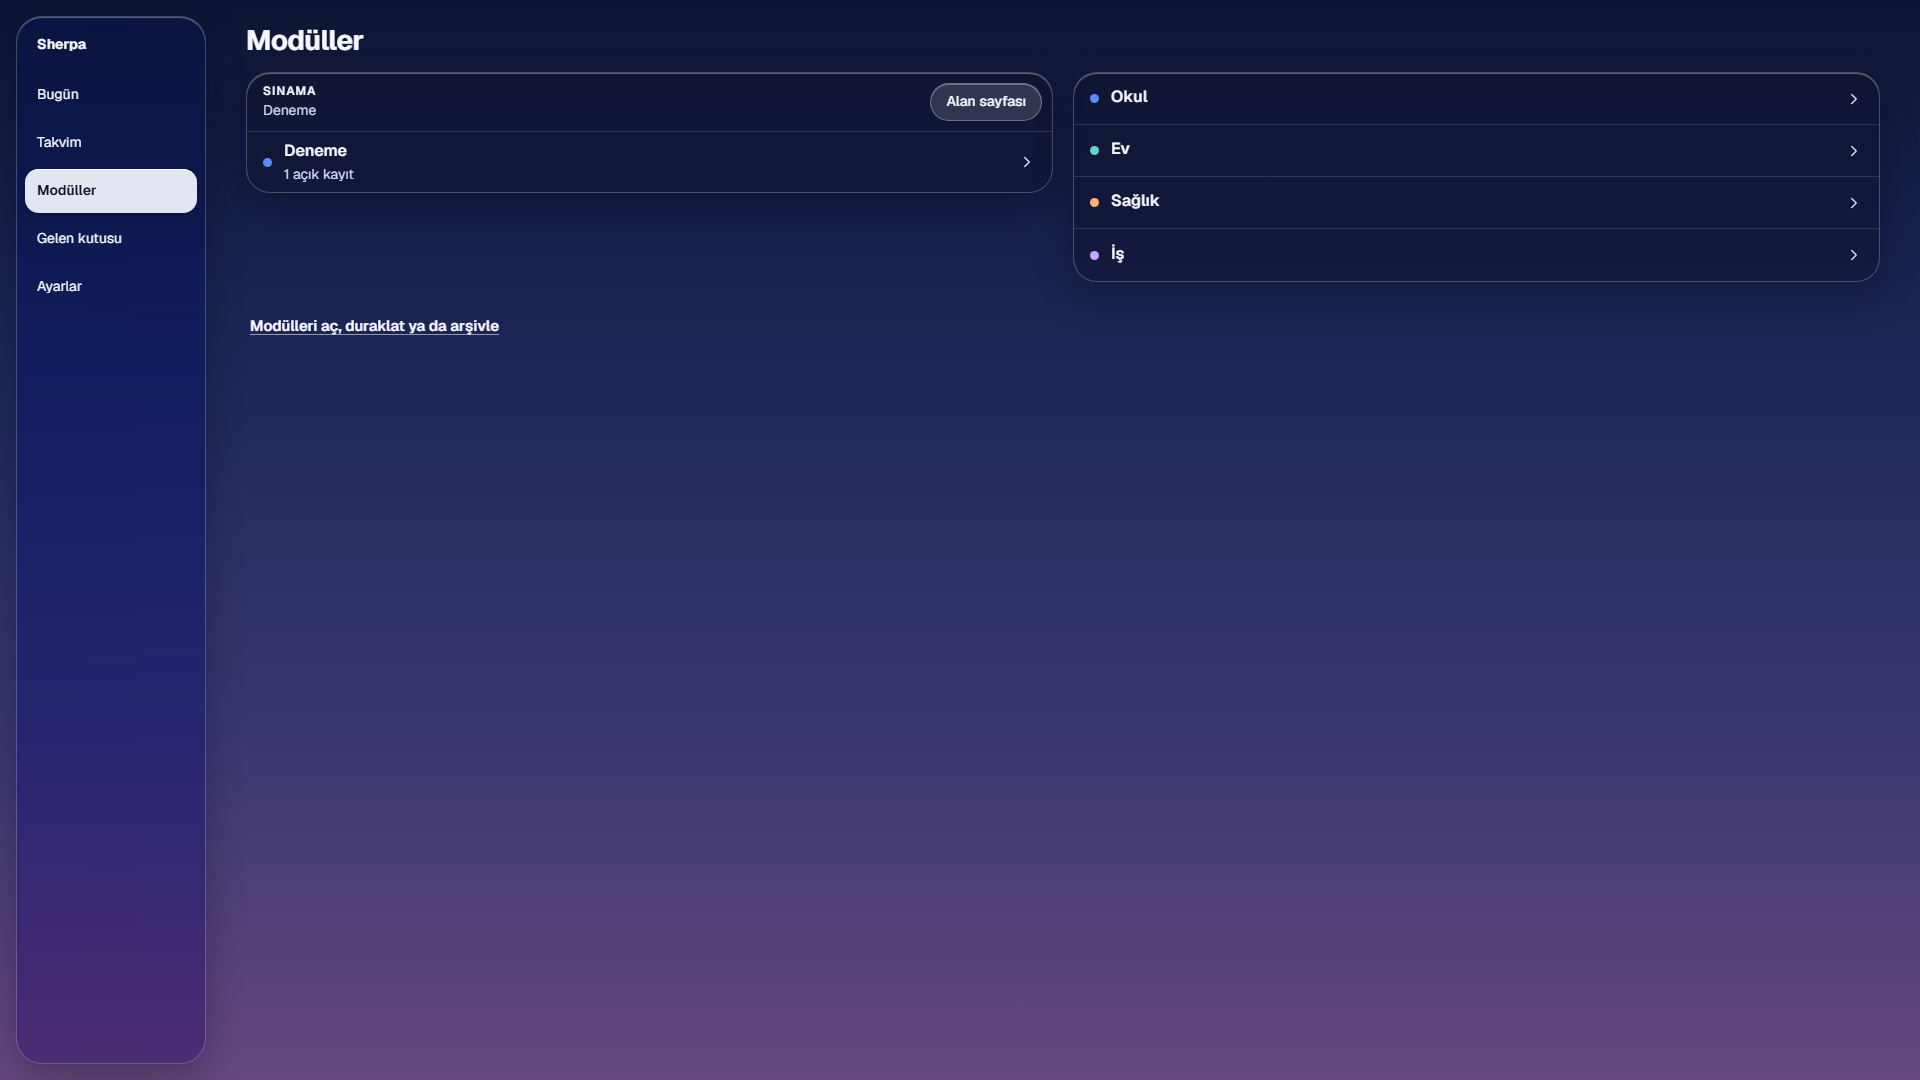 Sherpa
Bugün
Takvim
Modüller
Gelen kutusu
Ayarlar
Modüller
SINAMA
Deneme
Alan sayfası
Deneme
1 açık kayıt
Okul
Ev
Sağlık
İş
Modülleri aç, duraklat ya da arşivle